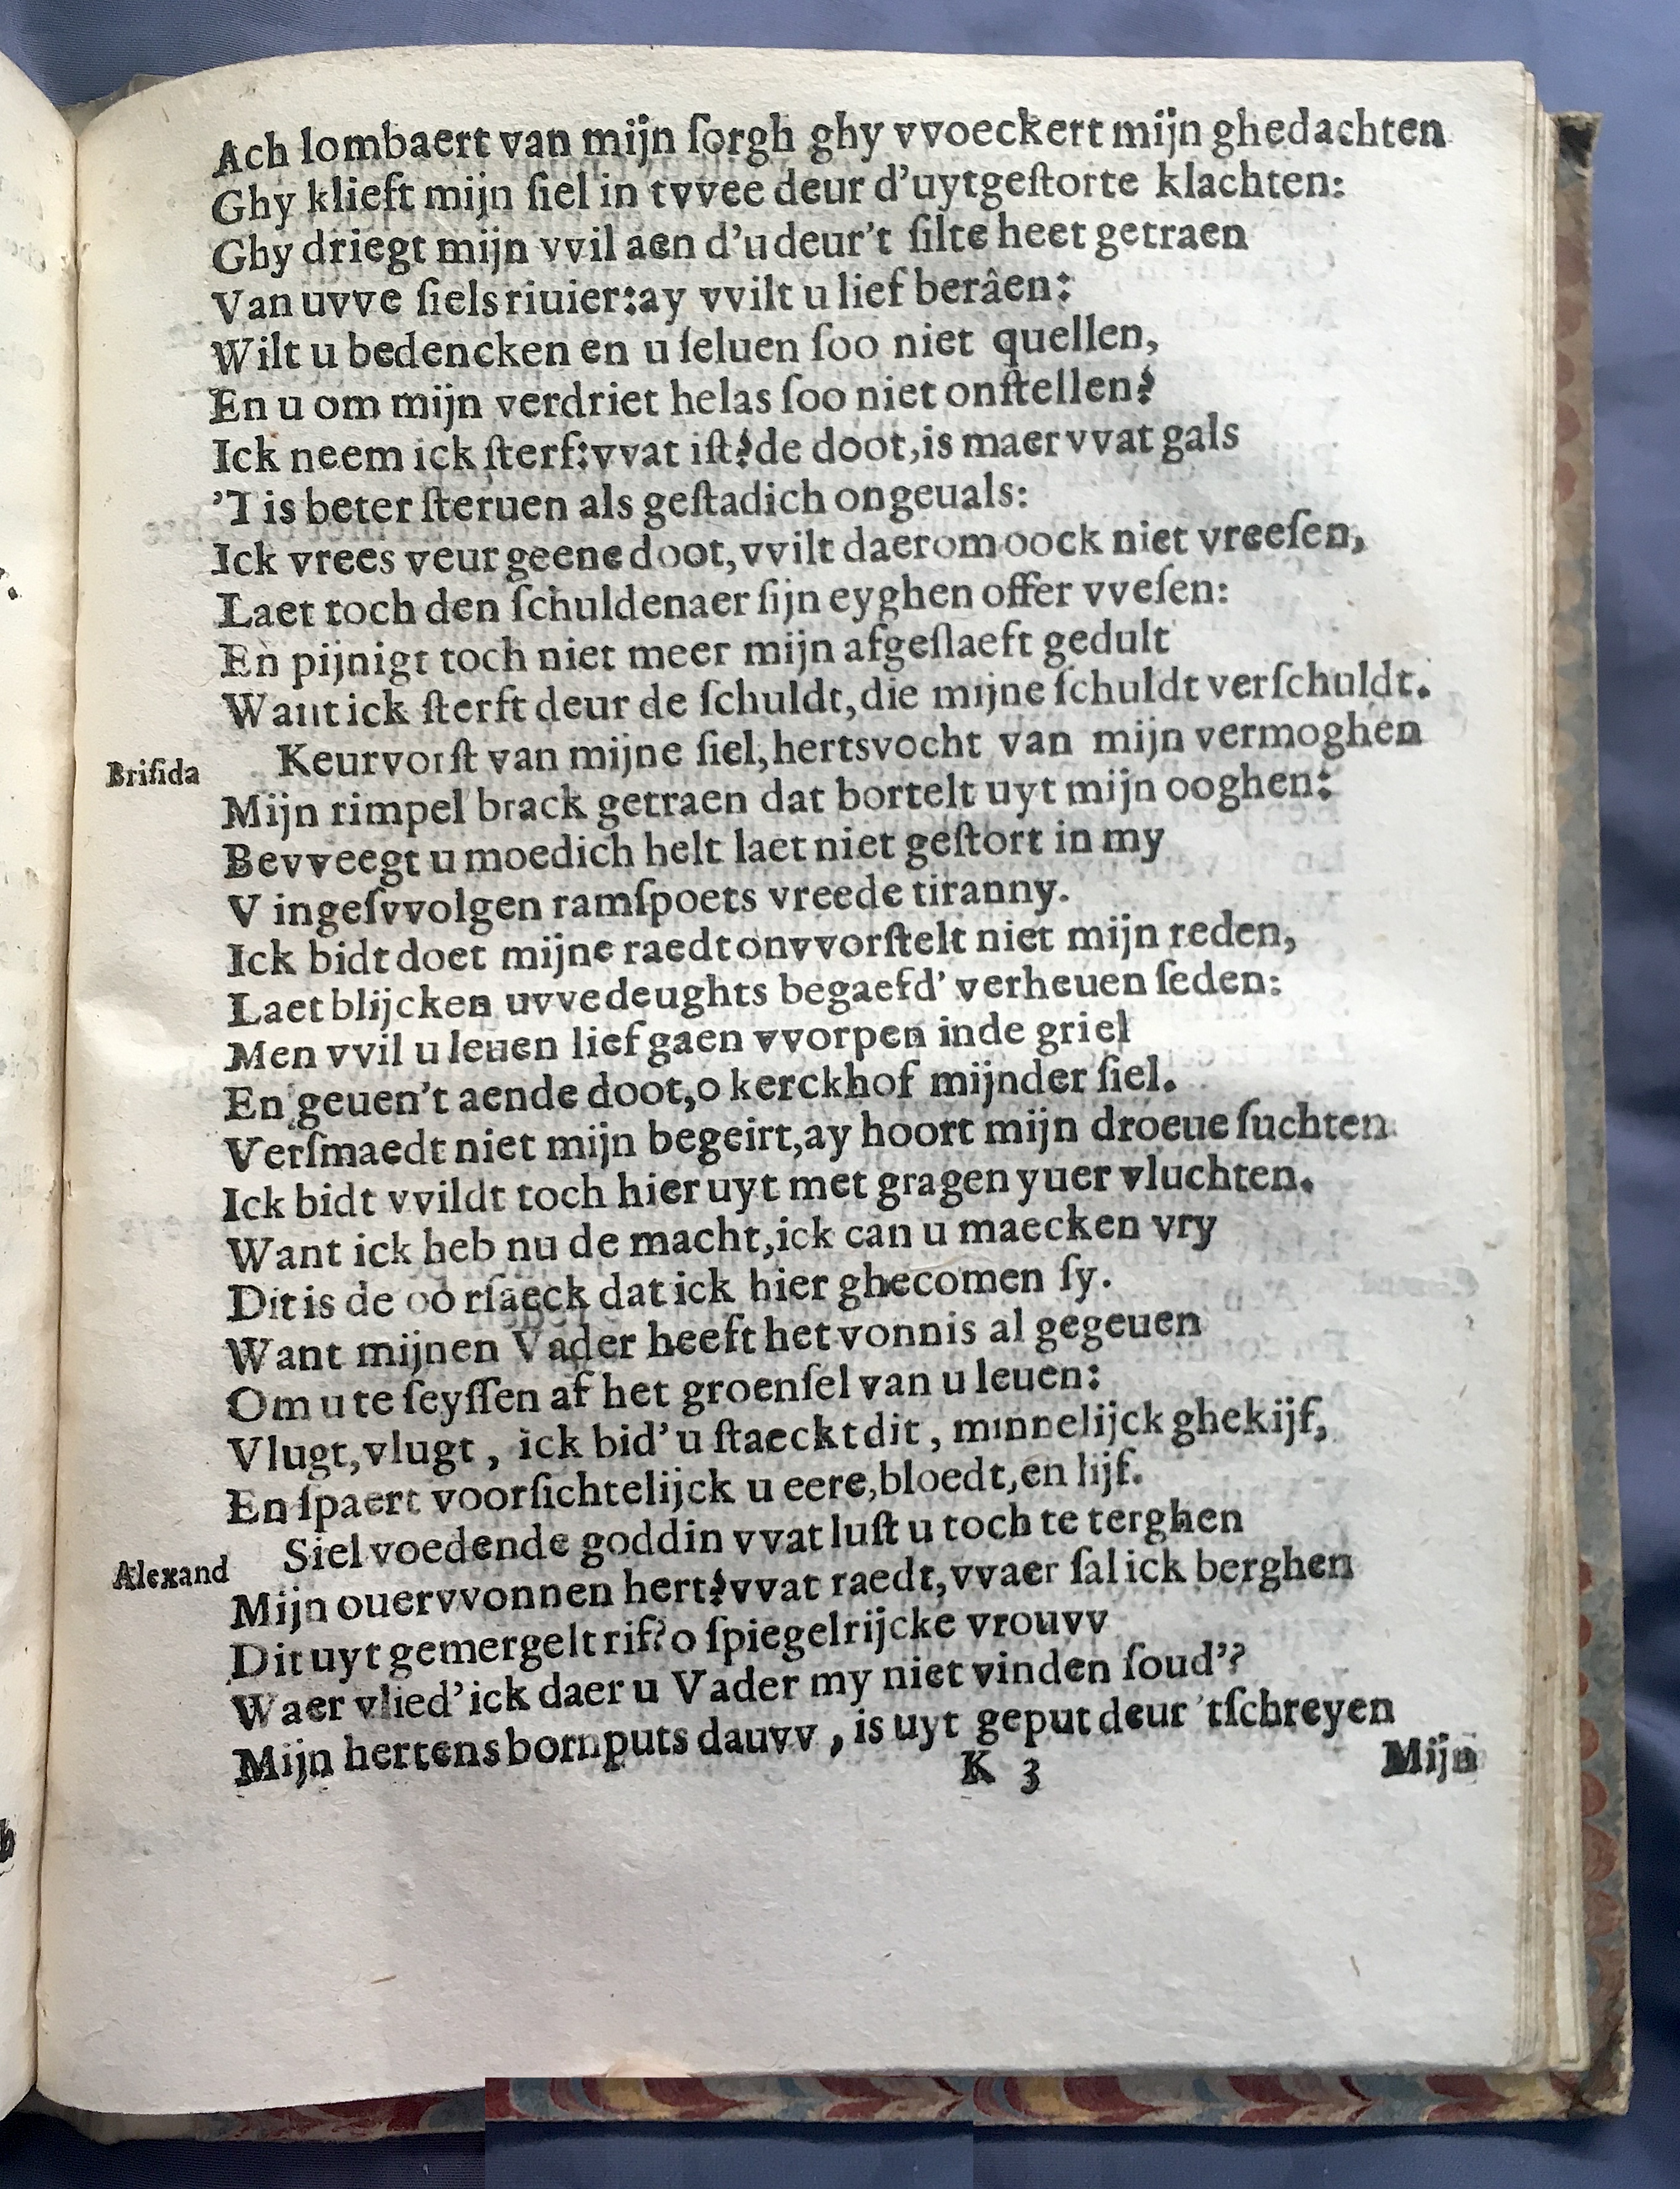 Ach lombaert van mijn ſorgh ghy vvoeckert mijn ghedachten
Ghy klieft mijn ſiel in tvvee deur d'uytgeſtorte klachten:
Ghy driegt mijn vvil aen d'u deur't ſilte heet getraen
Van uvve ſiels riuier: ay vvilt u lief berâen:
Wilt u bedencken en u ſeluen ſoo niet quellen,
En u om mijn verdriet helas ſoo niet onſtellen?
Ick neem ick ſterf: vvat iſt? de doot, is maer vvat gals
'T is beter ſteruen als geſtadich ongeuals:
Ick vrees veur geene doot, vvilt daerom oock niet vreeſen,
Laet toch den ſchuldenaer ſijn eyghen offer vveſen:
En pijnigt toch niet meer mijn afgeſlaeft gedult
Want ick ſterft deur de ſchuldt, die mijne ſchuldt verſchuldt.
Briſida Keurvorſt van mijne ſiel, hertsvocht van mijn vermoghen
Mijn rimpel brack getraen dat bortelt uyt mijn ooghen:
Bevveegt u moedich helt laet niet geſtort in my
V ingeſvvolgen ramſpoets vreede tiranny.
Ick bidt doet mijne raedt onvvorſtelt niet mijn reden,
Laet blijcken uvve deughts begaefd' verheuen ſeden:
Men vvil u leuen lief gaen vvorpen inde griel
En geuen't aende doot, o kerckhof mijnder ſiel.
Verſmaedt niet mijn begeirt, ay hoort mijn droeue ſuchten
Ick bidt vvildt toch hier uyt met gragen yuer vluchten.
Want ick heb nu de macht, ick can u maecken vry
Dit is de oorſaeck dat ick hier ghecomen ſy.
Want mijnen Vader heeft het vonnis al gegeuen
Om u te ſeyſſen af het groenſel van u leuen:
Vlugt, vlugt, ick bid' u ſtaeckt dit, minnelijck ghekijf,
En ſpaert voorſichtelijck u eere, bloedt, en lijf.
Alexand Siel voedende goddin vvat luſt u toch te terghen
Mijn ouervvonnen hert? vvat raedt, vvaer ſal ick berghen
Dit uyt gemergelt rif? o ſpiegelrijcke vrouvv
Waer vlied' ick daer u Vader my niet vinden ſoud'?
Mijn hertens bornputs dauvv, is uyt geput deur 'tſchreyen
K 3 Mijn